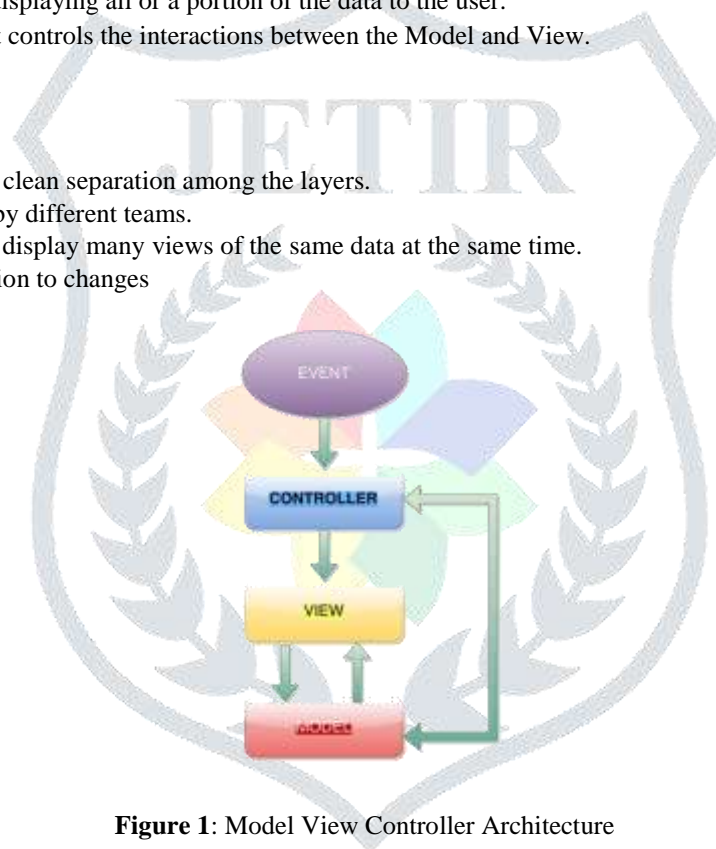 displaying all or a portion of the data to the user.
controls the interactions between the Model and View.
JETIR
clean separation among the layers.
by different teams.
display many views of the same data at the same time.
to changes
EVENT
CONTROLLER
VIEW
MODEL
Figure 1: Model View Controller Architecture